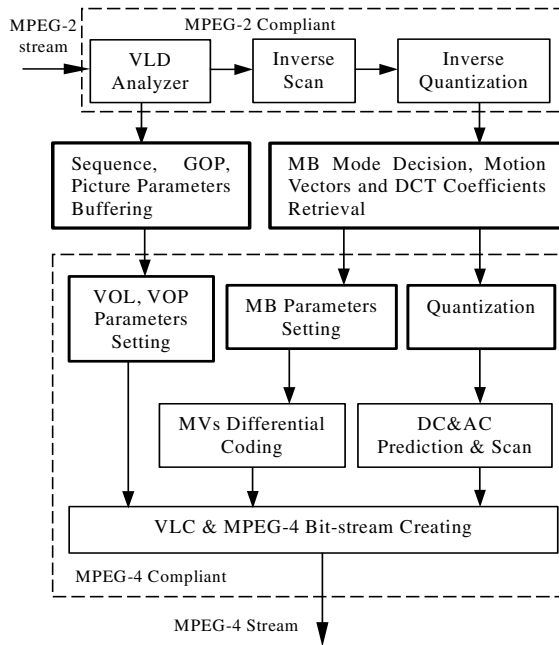 MPEG-2
stream
MPEG-2 Compliant
VLD
Analyzer
Inverse
Scan
Inverse
Quantization
Sequence, GOP,
Picture Parameters
Buffering
MB Mode Decision, Motion
Vectors and DCT Coefficients
Retrieval
VOL, VOP
Parameters
Setting
MB Parameters
Setting
Quantization
MVs Differential
Coding
DC&AC
Prediction & Scan
VLC & MPEG-4 Bit-stream Creating
MPEG-4 Compliant
MPEG-4 Stream